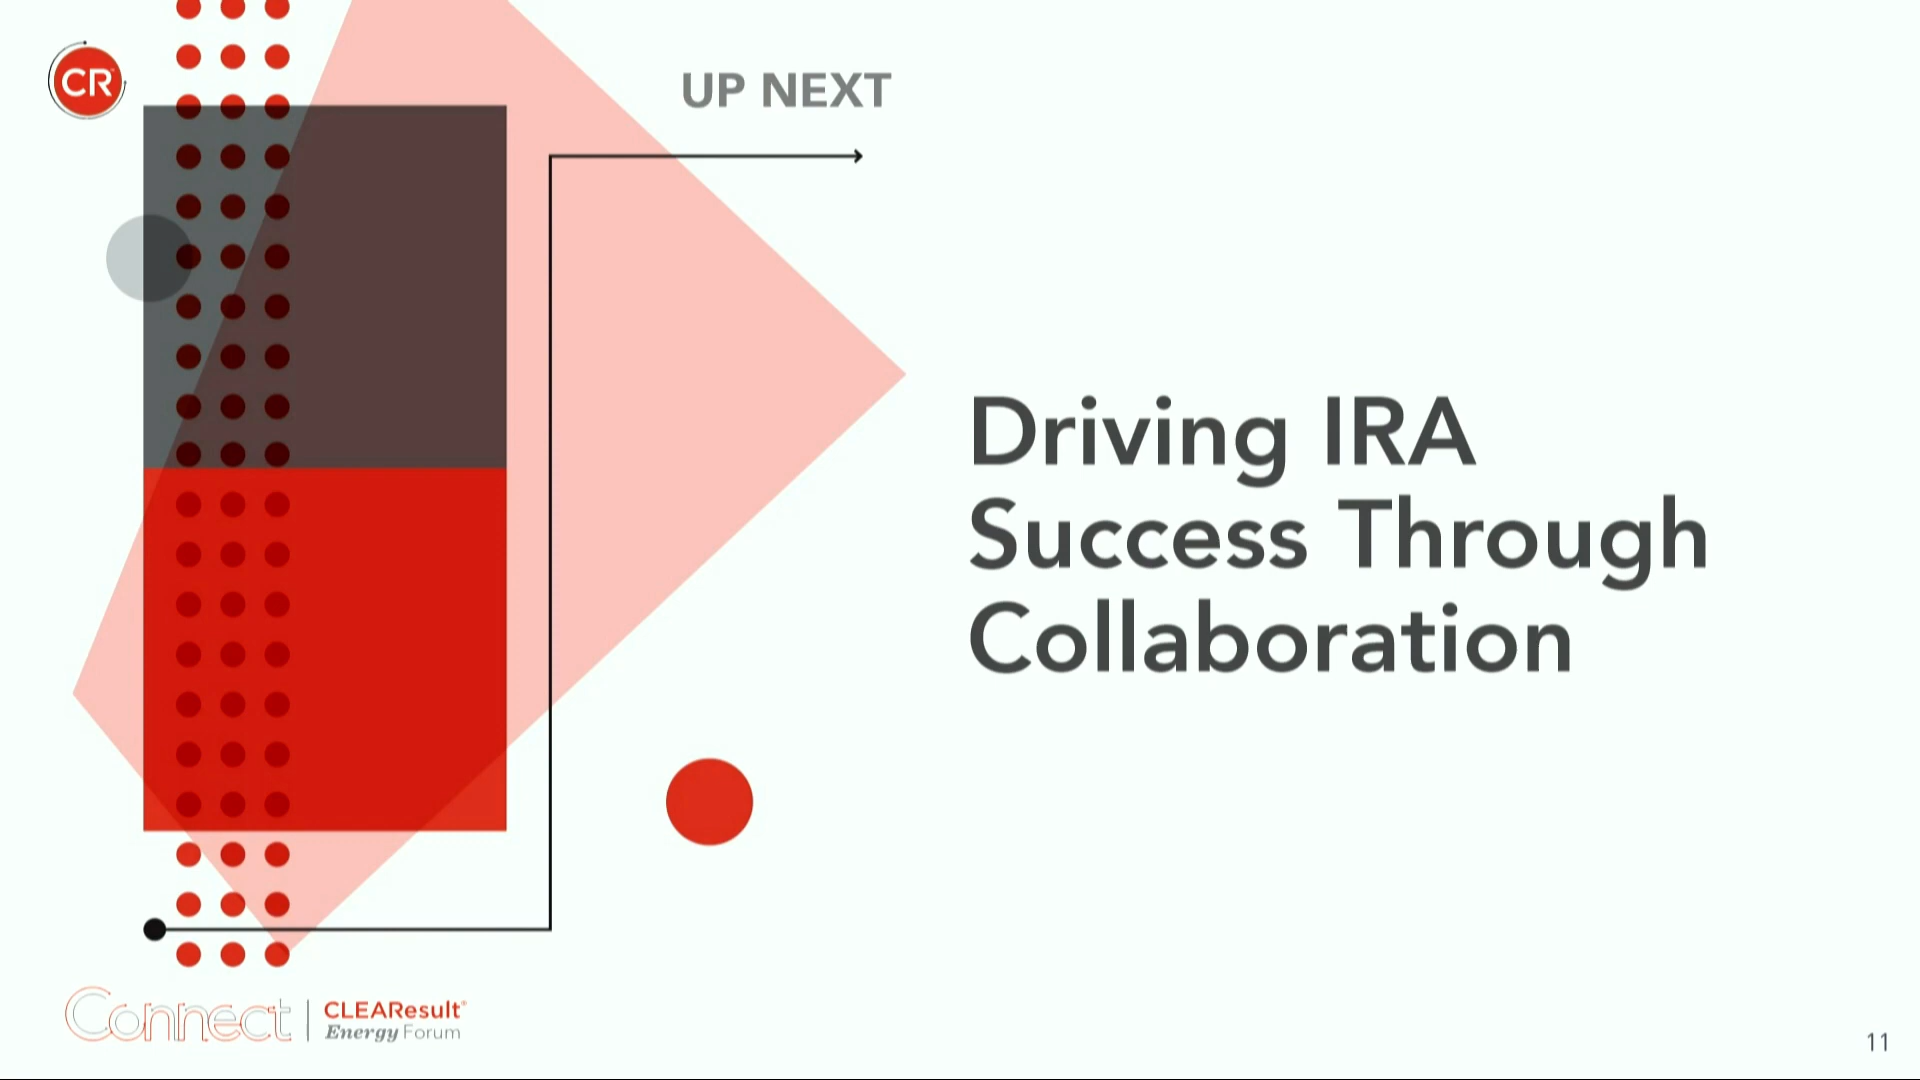 CR
UP NEXT
Driving IRA
Success Through
Collaboration
Connect
CLEAResult®
Energy Forum
11